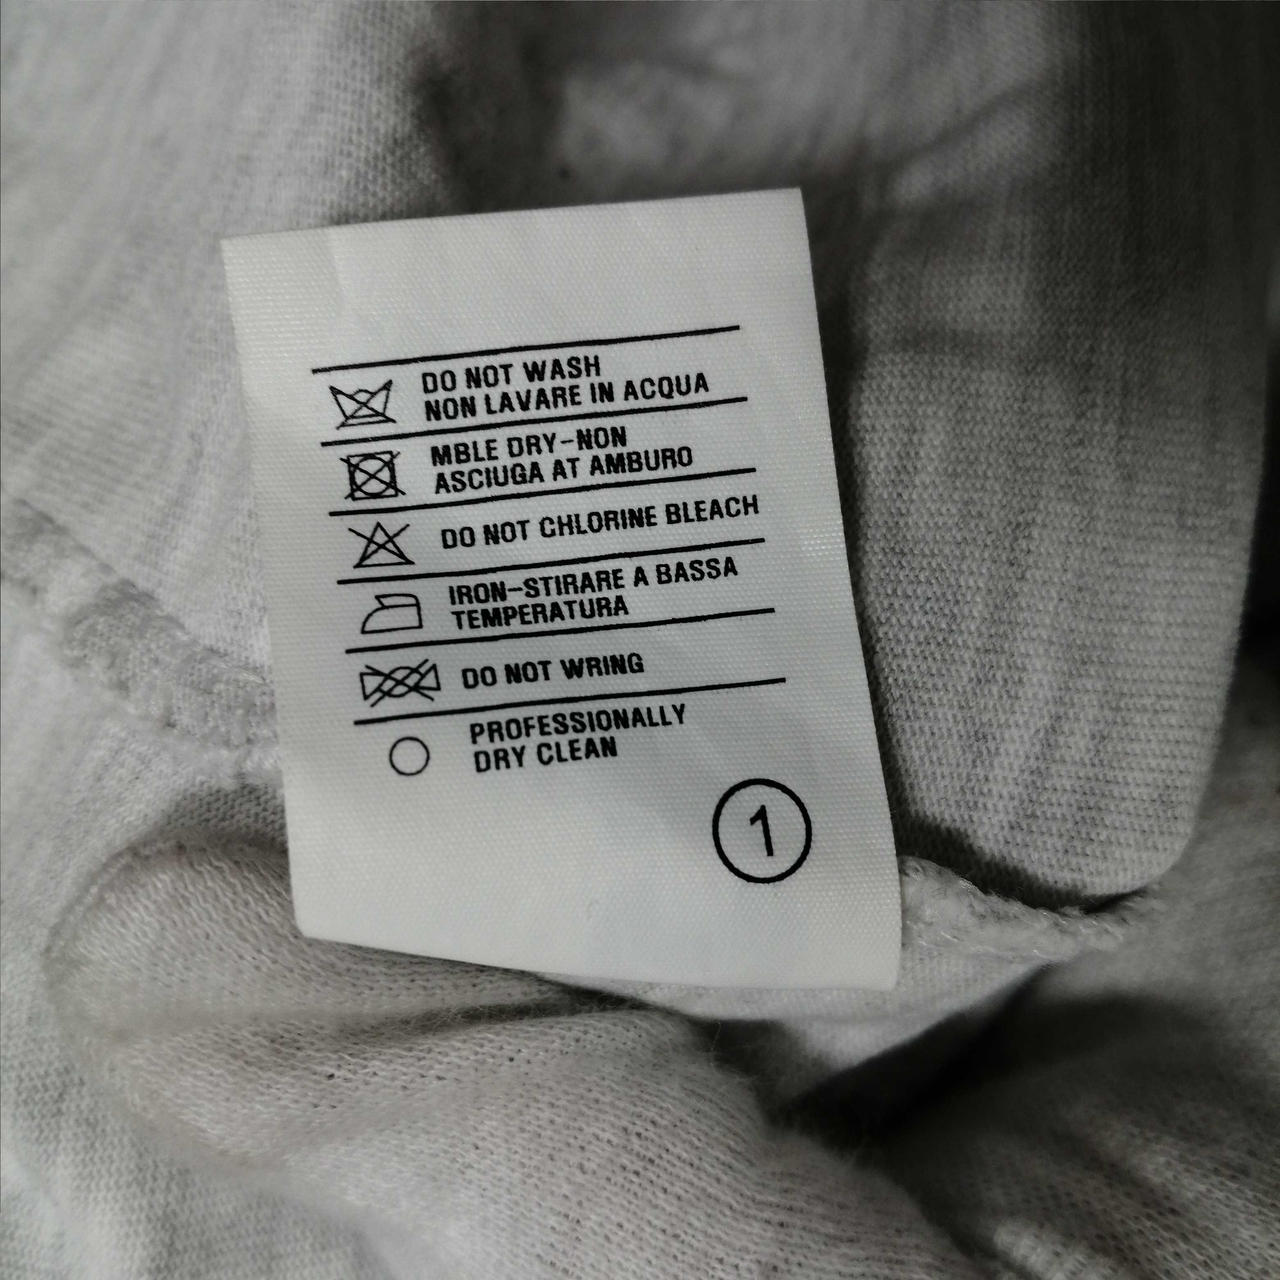 DO NOT WASH
NON LAVARE IN ACQUA
MBLE DRY-NON
ASCIUGA AT AMBURO
DO NOT CHLORINE BLEACH
IRON-STIRARE A BASSA
TEMPERATURA
DO NOT WRING
PROFESSIONALLY
DRY CLEAN
1